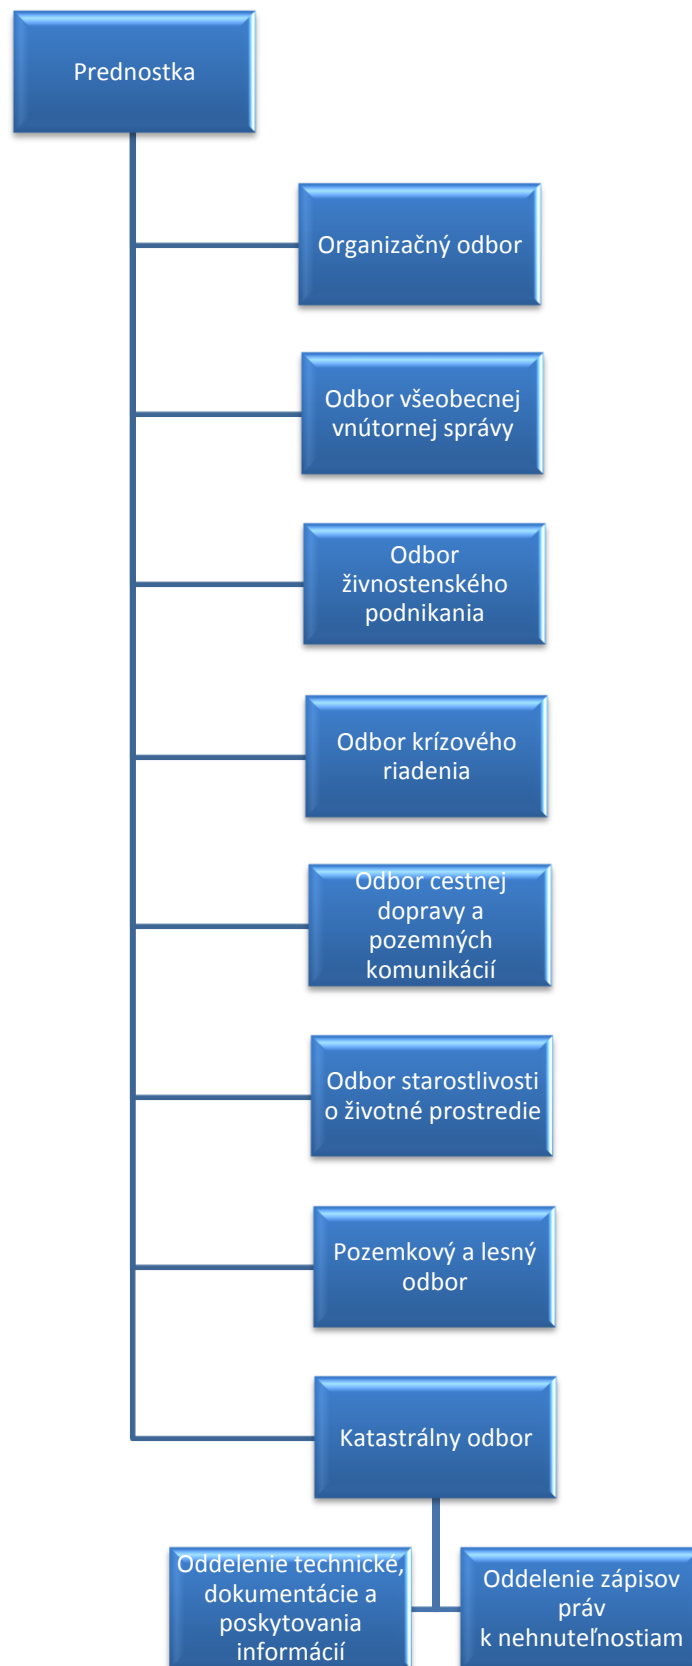 Prednostka
Organizačný odbor
Odbor všeobecnej
vnútornej správy
Odbor
živnostenského
podnikania
Odbor krízového
riadenia
Odbor cestnej
dopravy a
pozemných
komunikácií
Odbor starostlivosti
o životné prostredie
Pozemkový a lesný
odbor
Katastrálny odbor
Oddelenie technické,
dokumentácie a
poskytovania
informácií
Oddelenie zápisov
práv
k nehnuteľnostiam